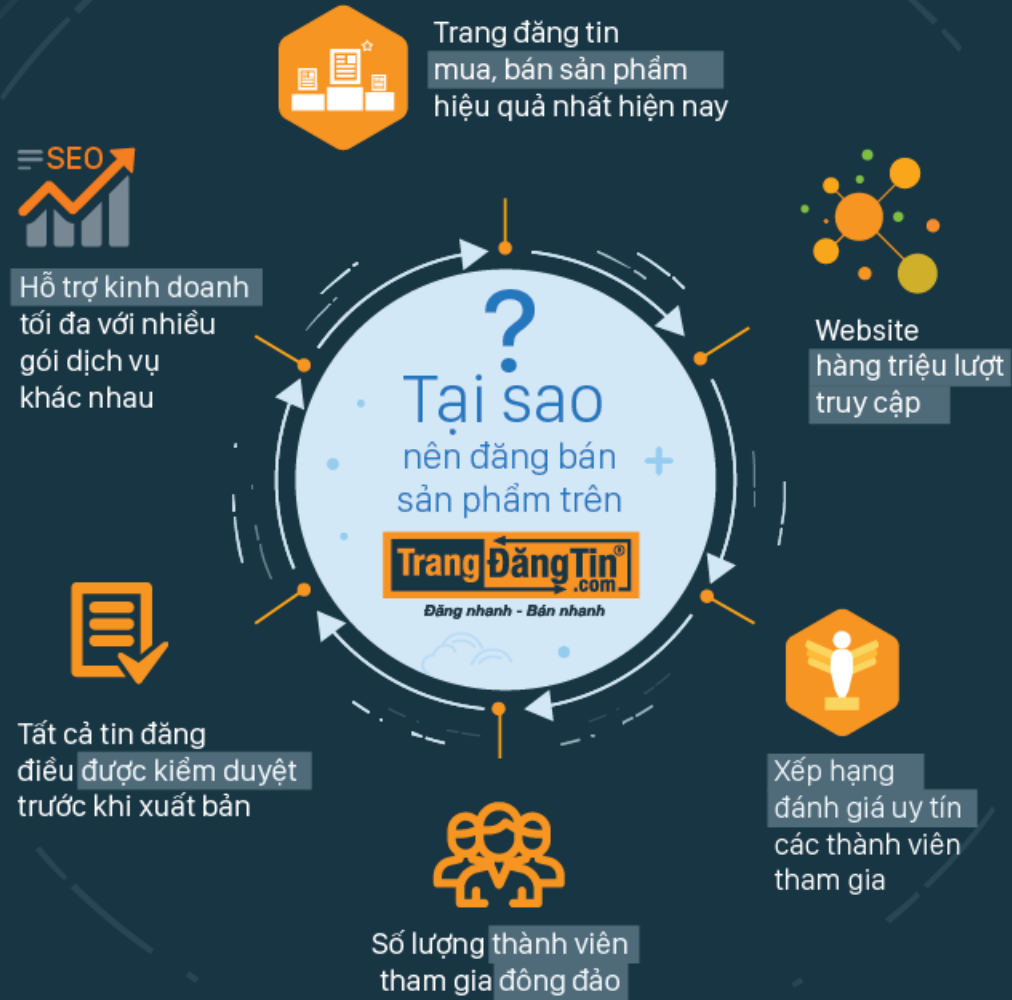 Trang đăng tin
mua, bán sản phẩm
hiệu quả nhất hiện nay
SEO
Hỗ trợ kinh doanh
tối đa với nhiều
gói dịch vụ
khác nhau
Website
hàng triệu lượt
truy cập
?
Tại sao
nên đăng bán
sản phẩm trên
TrangĐăngTin®
.com
Đăng nhanh - Bán nhanh
Tất cả tin đăng
điều được kiểm duyệt
trước khi xuất bản
Xếp hạng
đánh giá uy tín
các thành viên
tham gia
Số lượng thành viên
tham gia đông đảo